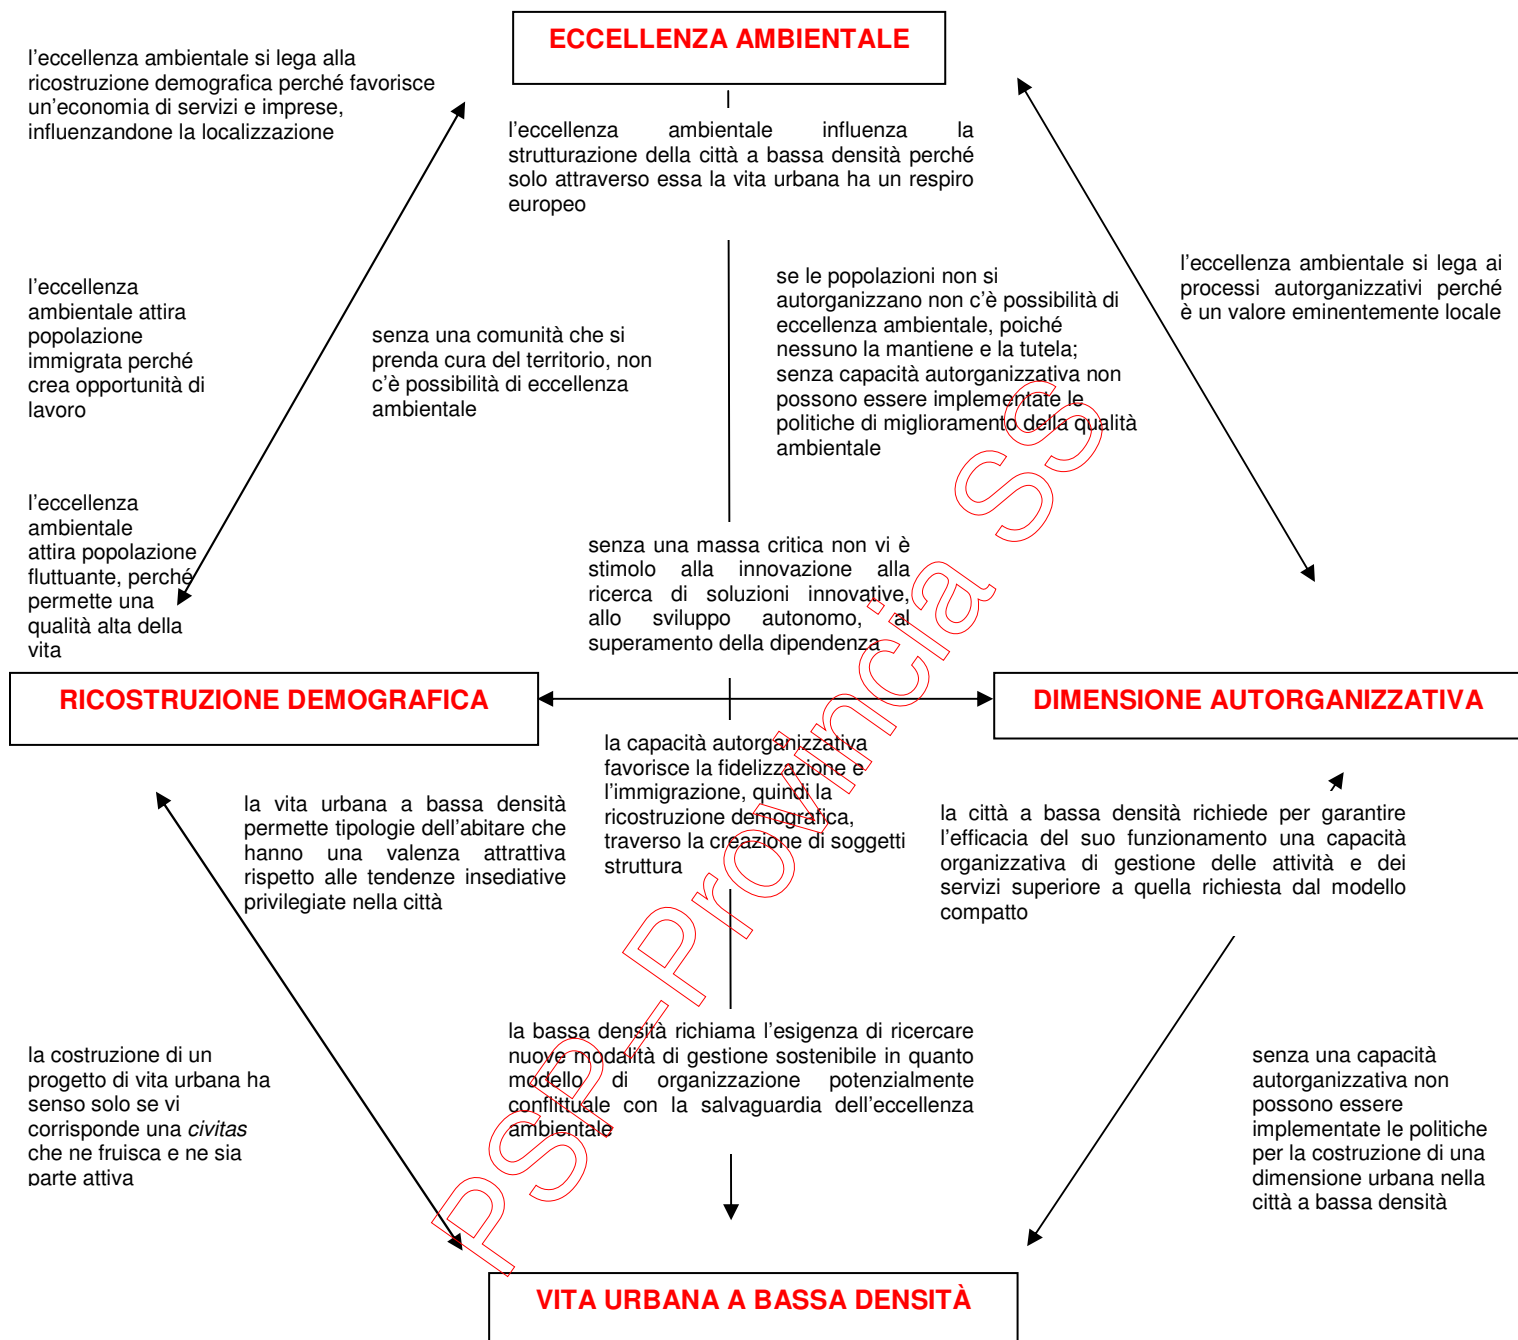 ECCELLENZA AMBIENTALE
l'eccellenza ambientale si lega alla
ricostruzione demografica perché favorisce
un'economia di servizi e imprese,
influenzandone la localizzazione
l'eccellenza ambientale influenza la
strutturazione della città a bassa densità perché
solo attraverso essa la vita urbana ha un respiro
europeo
l'eccellenza ambientale si lega ai
processi autorganizzativi perché
è un valore eminentemente locale
se le popolazioni non si
autorganizzano non c'è possibilità di
eccellenza ambientale, poiché
nessuno la mantiene e la tutela;
senza capacità autorganizzativa non
possono essere implementate le
politiche di miglioramento della qualità
ambientale
l'eccellenza
ambientale attira
popolazione
immigrata perché
crea opportunità di
lavoro
senza una comunità che si
prenda cura del territorio, non
c'è possibilità di eccellenza
ambientale
l'eccellenza
ambientale
attira popolazione
fluttuante, perché
permette una
qualità alta della
vita
senza una massa critica non vi è
stimolo alla innovazione alla
ricerca di soluzioni innovative,
allo sviluppo autonomo, al
superamento della dipendenza
RICOSTRUZIONE DEMOGRAFICA
DIMENSIONE AUTORGANIZZATIVA
la capacità autorganizzativa
favorisce la fidelizzazione e
l'immigrazione, quindi la
ricostruzione demografica,
traverso la creazione di soggetti
struttura
la vita urbana a bassa densità
permette tipologie dell'abitare che
hanno una valenza attrattiva
rispetto alle tendenze insediative
privilegiate nella città
la città a bassa densità richiede per garantire
l'efficacia del suo funzionamento una capacità
organizzativa di gestione delle attività e dei
servizi superiore a quella richiesta dal modello
compatto
la bassa densità richiama l'esigenza di ricercare
nuove modalità di gestione sostenibile in quanto
modello di organizzazione potenzialmente
conflittuale con la salvaguardia dell'eccellenza
ambientale
la costruzione di un
progetto di vita urbana ha
senso solo se vi
corrisponde una civitas
che ne fruisca e ne sia
parte attiva
senza una capacità
autorganizzativa non
possono essere
implementate le politiche
per la costruzione di una
dimensione urbana nella
città a bassa densità
VITA URBANA A BASSA DENSITÀ
PSP-Provincia SS